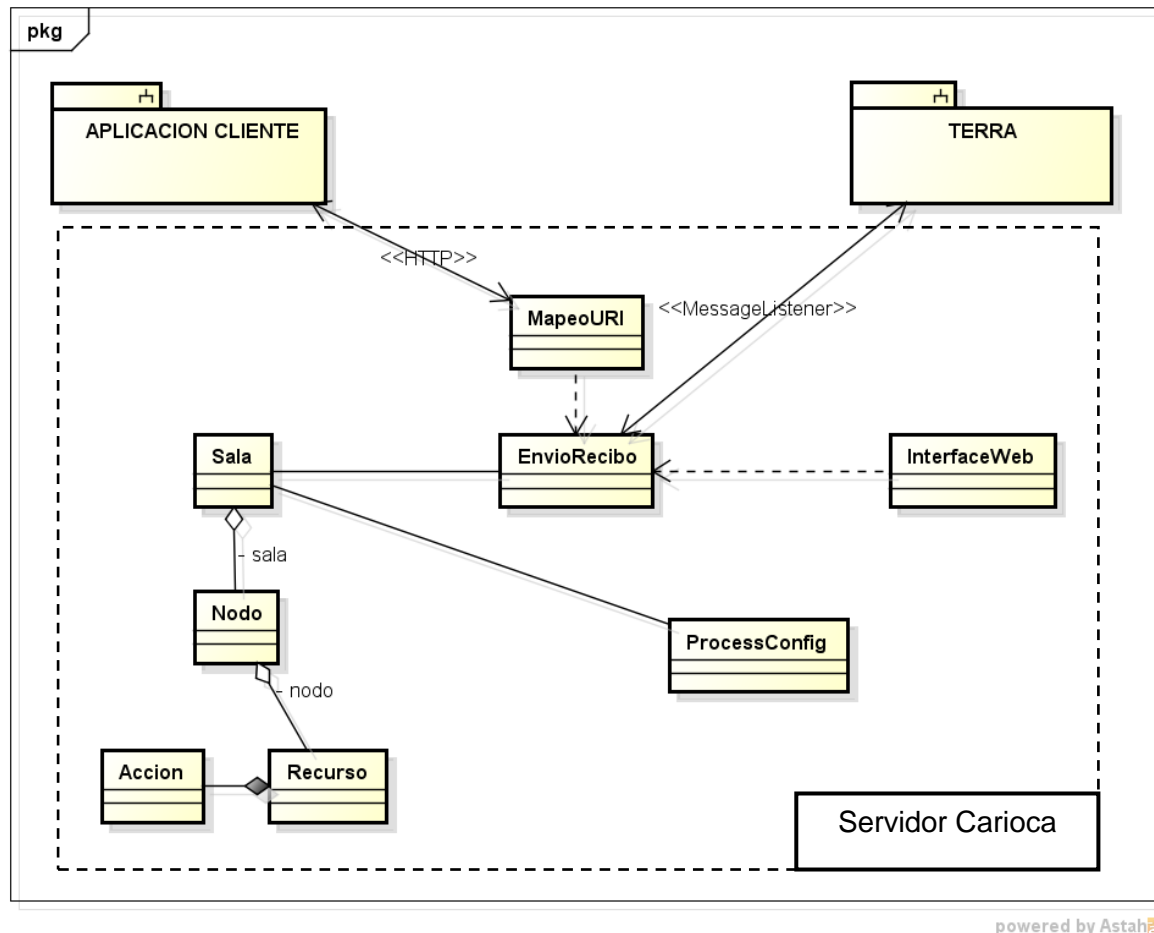 pkg
APLICACION CLIENTE
TERRA
<<HTTP>>
MapeoURI
<<MessageListener>>
Sala
EnvioRecibo
InterfaceWeb
- sala
Nodo
ProcessConfig
- nodo
Accion
Recurso
Servidor Carioca
powered by Astah